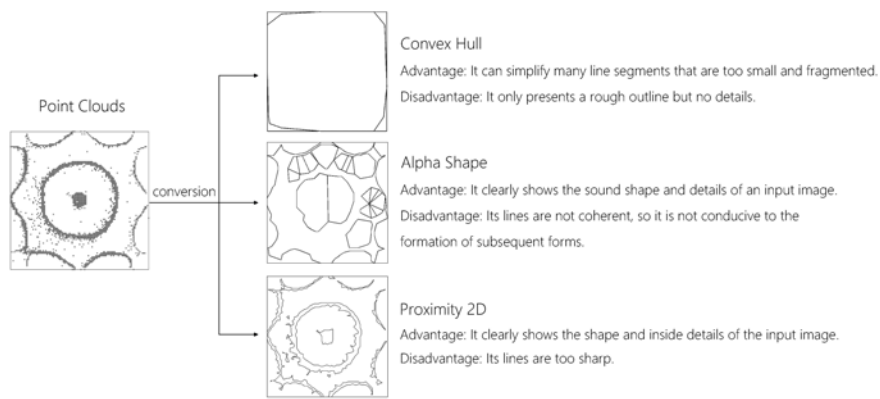 Point Clouds
conversion
Convex Hull
Advantage: It can simplify many line segments that are too small and fragmented.
Disadvantage: It only presents a rough outline but no details.
Alpha Shape
Advantage: It clearly shows the sound shape and details of an input image.
Disadvantage: Its lines are not coherent, so it is not conducive to the
formation of subsequent forms.
Proximity 2D
Advantage: It clearly shows the shape and inside details of the input image.
Disadvantage: Its lines are too sharp.